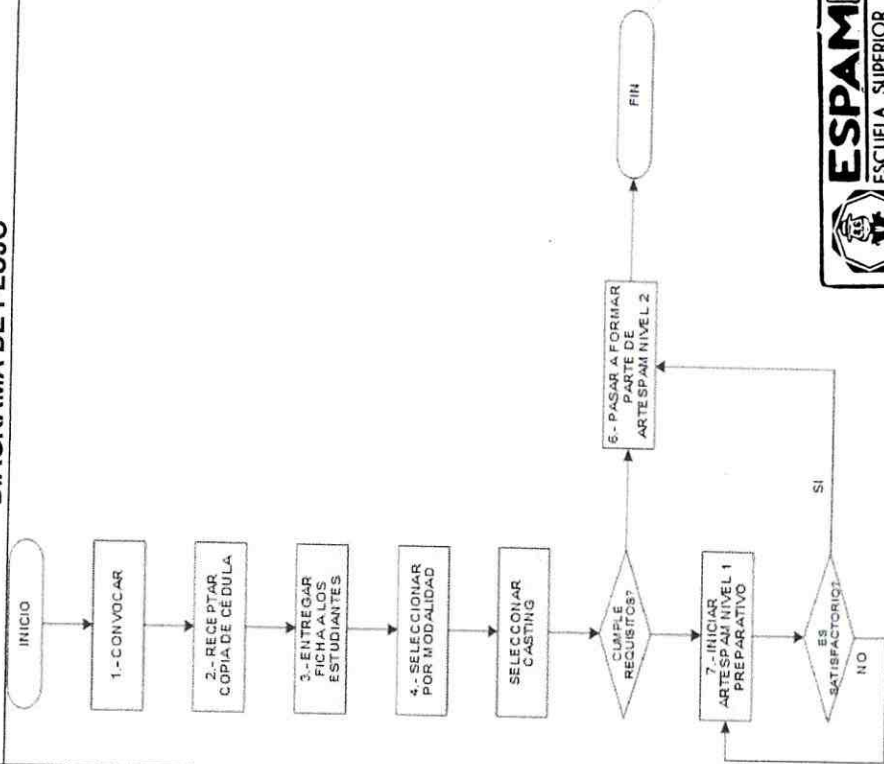 DIAGRAMA DE FLUJO
INICIO
1.- CONVOCAR
2.- RECEPTAR
COPIA DE CÉDULA
3.- ENTREGAR
FICHA A LOS
ESTUDIANTES
4.- SELECCIONAR
POR MODALIDAD
SELECCONAR
CASTING
CUMPLE
REQUISITOS?
6.- PASAR A FORMAR
PARTE DE
ARTESPAM NIVEL 2
FIN
7.- INICIAR
ARTESPAM NIVEL 1
PREPARATIVO
ES
SATISFACTORIO?
SI
NO
ESPAM
ESCUELA SUPERIOR